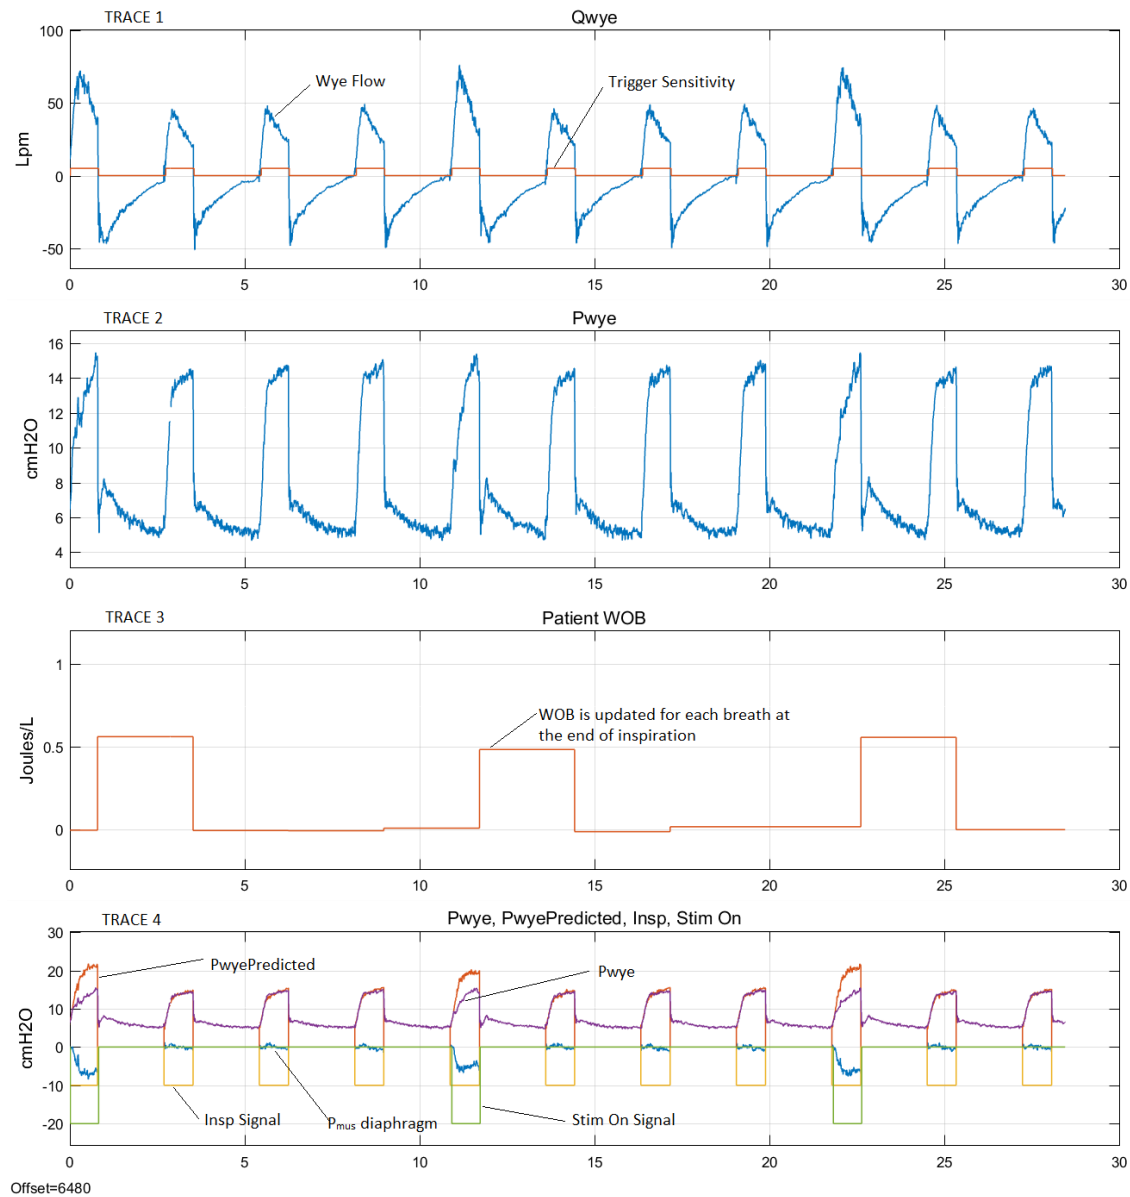 TRACE 1
Qwye
100
50
0
-50
Lpm
Wye Flow
Trigger Sensitivity
0 5 10 15 20 25 30
TRACE 2
Pwye
16
14
12
10
8
6
4
cmH2O
0 5 10 15 20 25 30
TRACE 3
Patient WOB
1
0.5
0
Joules/L
WOB is updated for each breath at
the end of inspiration
0 5 10 15 20 25 30
TRACE 4
Pwye, PwyePredicted, Insp, Stim On
30
20
10
0
-10
-20
cmH2O
PwyePredicted
Pwye
Insp Signal
Pmus diaphragm
Stim On Signal
0 5 10 15 20 25 30
Offset=6480